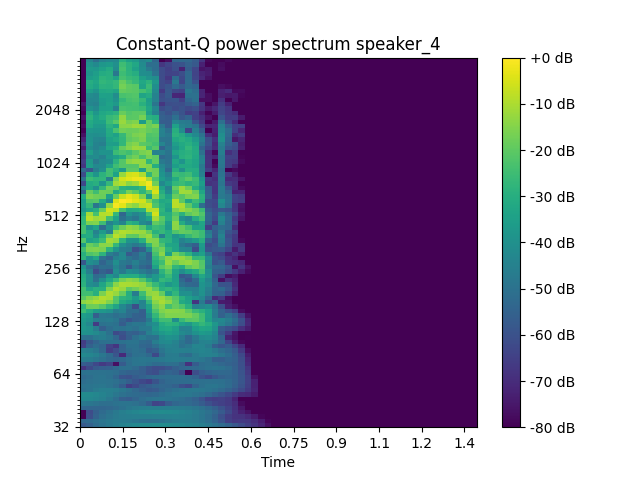 Constant-Q power spectrum speaker_4
+0 dB
-10 dB
-20 dB
-30 dB
-40 dB
-50 dB
-60 dB
-70 dB
-80 dB
Hz
2048
1024
512
256
128
64
32
0 0.15 0.3 0.45 0.6 0.75 0.9 1.1 1.2 1.4
Time